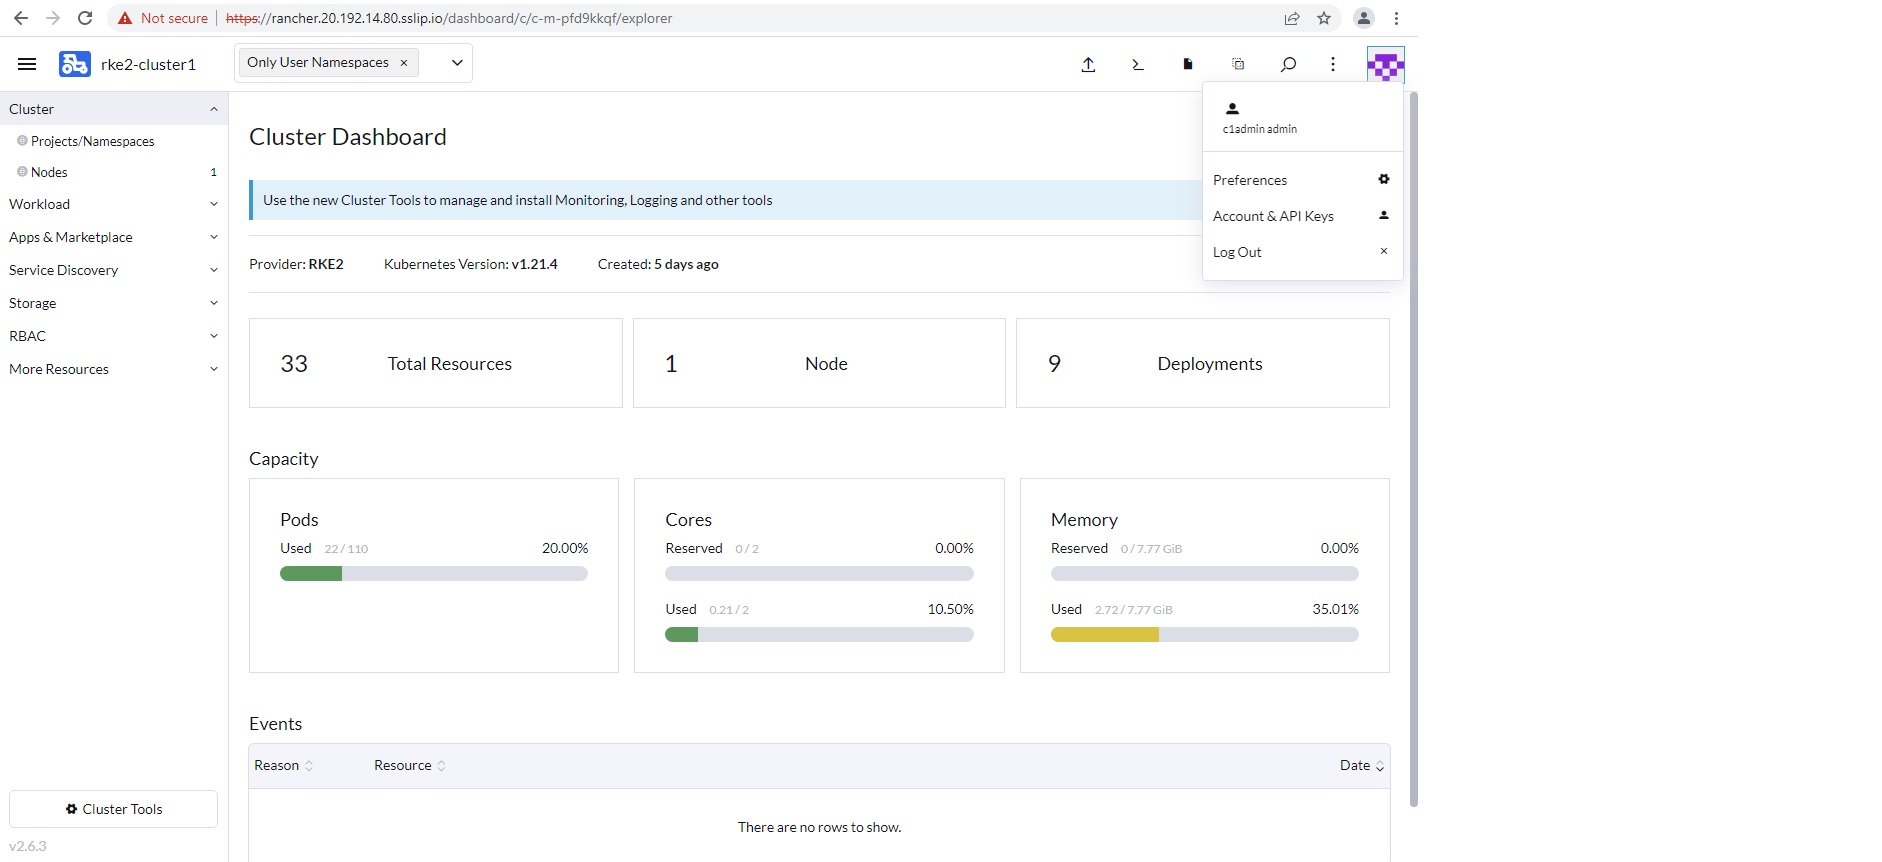 Not secure https://rancher.20.192.14.80.sslip.io/dashboard/c/c-m-pfd9kkqf/explorer
rke2-cluster1
Only User Namespaces ×
c1admin admin
Preferences
Account & API Keys
Log Out
Cluster
Projects/Namespaces
Nodes 1
Workload
Apps & Marketplace
Service Discovery
Storage
RBAC
More Resources
Cluster Tools
v2.6.3
Cluster Dashboard
Use the new Cluster Tools to manage and install Monitoring, Logging and other tools
Provider: RKE2 Kubernetes Version: v1.21.4 Created: 5 days ago
33 Total Resources
1 Node
9 Deployments
Capacity
Pods
Used 22 / 110 20.00%
Cores
Reserved 0 / 2 0.00%
Used 0.21 / 2 10.50%
Memory
Reserved 0 / 7.77 GiB 0.00%
Used 2.72 / 7.77 GiB 35.01%
Events
Reason Resource Date
There are no rows to show.